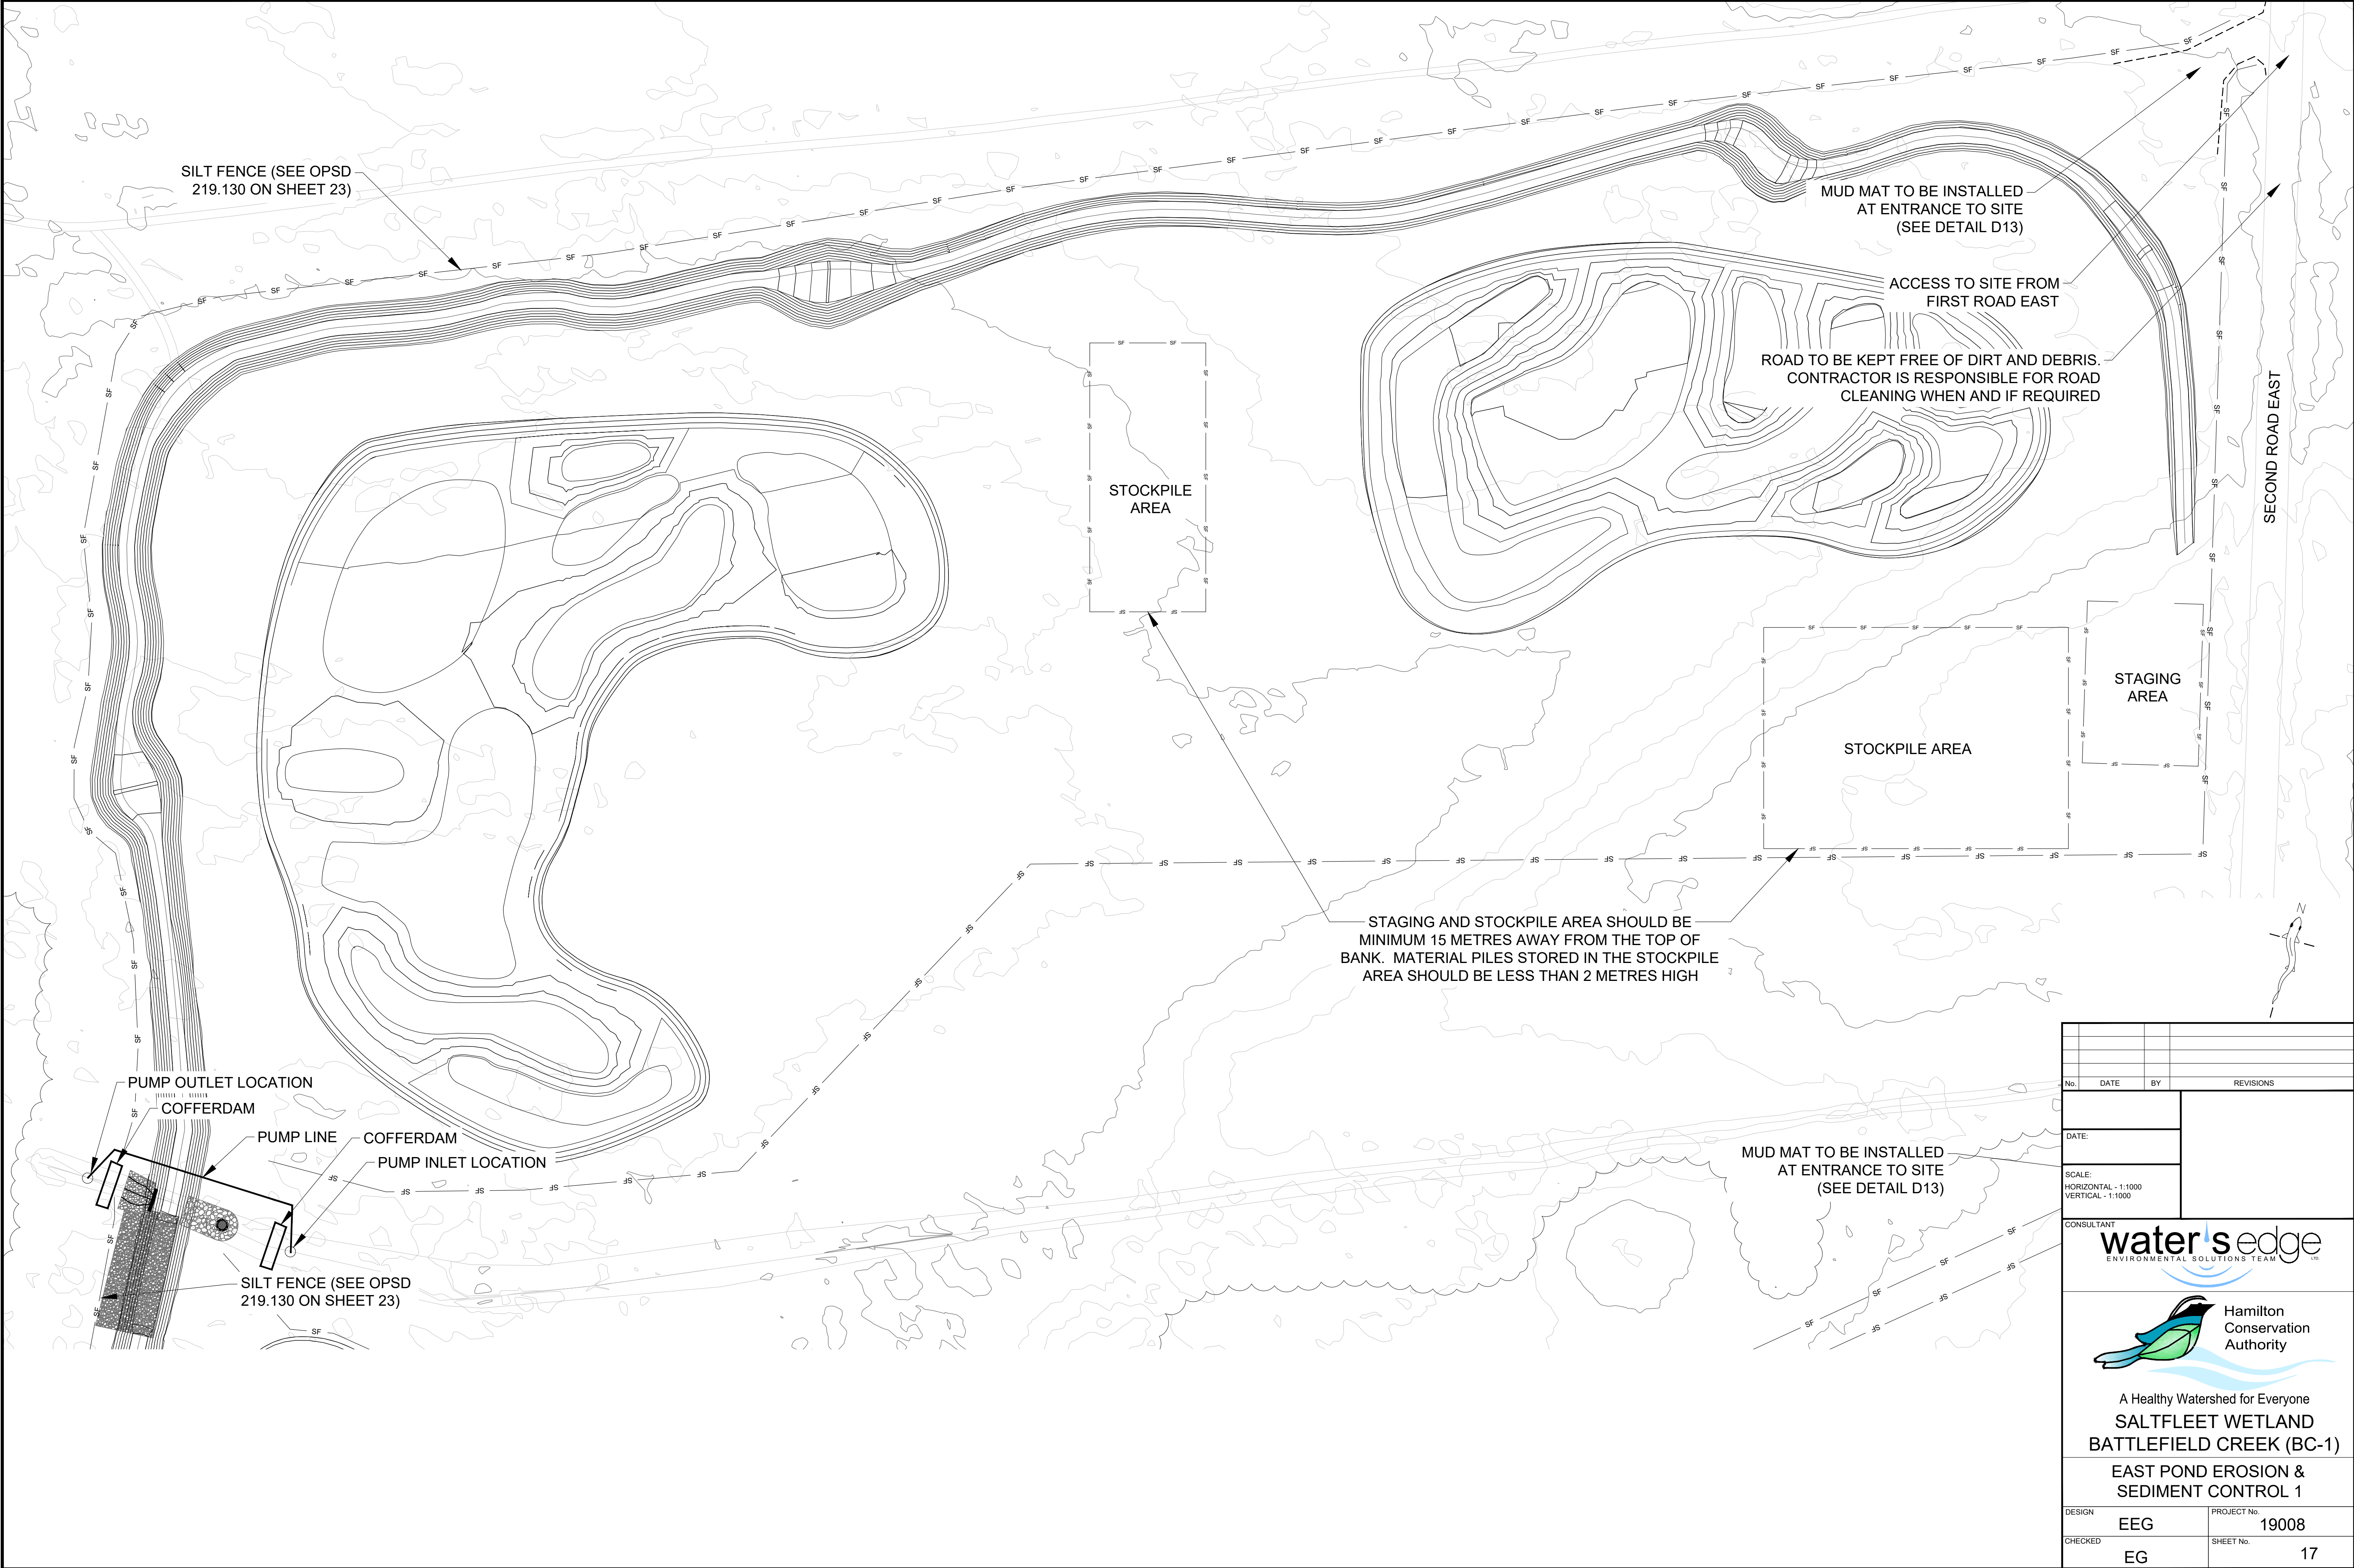 SILT FENCE (SEE OPSD
219.130 ON SHEET 23)
MUD MAT TO BE INSTALLED
AT ENTRANCE TO SITE
(SEE DETAIL D13)
ACCESS TO SITE FROM
FIRST ROAD EAST
ROAD TO BE KEPT FREE OF DIRT AND DEBRIS.
CONTRACTOR IS RESPONSIBLE FOR ROAD
CLEANING WHEN AND IF REQUIRED
SECOND ROAD EAST
STOCKPILE
AREA
STAGING
AREA
STOCKPILE AREA
STAGING AND STOCKPILE AREA SHOULD BE
MINIMUM 15 METRES AWAY FROM THE TOP OF
BANK. MATERIAL PILES STORED IN THE STOCKPILE
AREA SHOULD BE LESS THAN 2 METRES HIGH
N
PUMP OUTLET LOCATION
COFFERDAM
PUMP LINE
COFFERDAM
PUMP INLET LOCATION
SILT FENCE (SEE OPSD
219.130 ON SHEET 23)
MUD MAT TO BE INSTALLED
AT ENTRANCE TO SITE
(SEE DETAIL D13)
SF
No. DATE BY REVISIONS
DATE:
SCALE:
HORIZONTAL - 1:1000
VERTICAL - 1:1000
CONSULTANT
water's edge
ENVIRONMENTAL SOLUTIONS TEAM LTD.
Hamilton
Conservation
Authority
A Healthy Watershed for Everyone
SALTFLEET WETLAND
BATTLEFIELD CREEK (BC-1)
EAST POND EROSION &
SEDIMENT CONTROL 1
DESIGN
EEG
PROJECT No.
19008
CHECKED
EG
SHEET No.
17